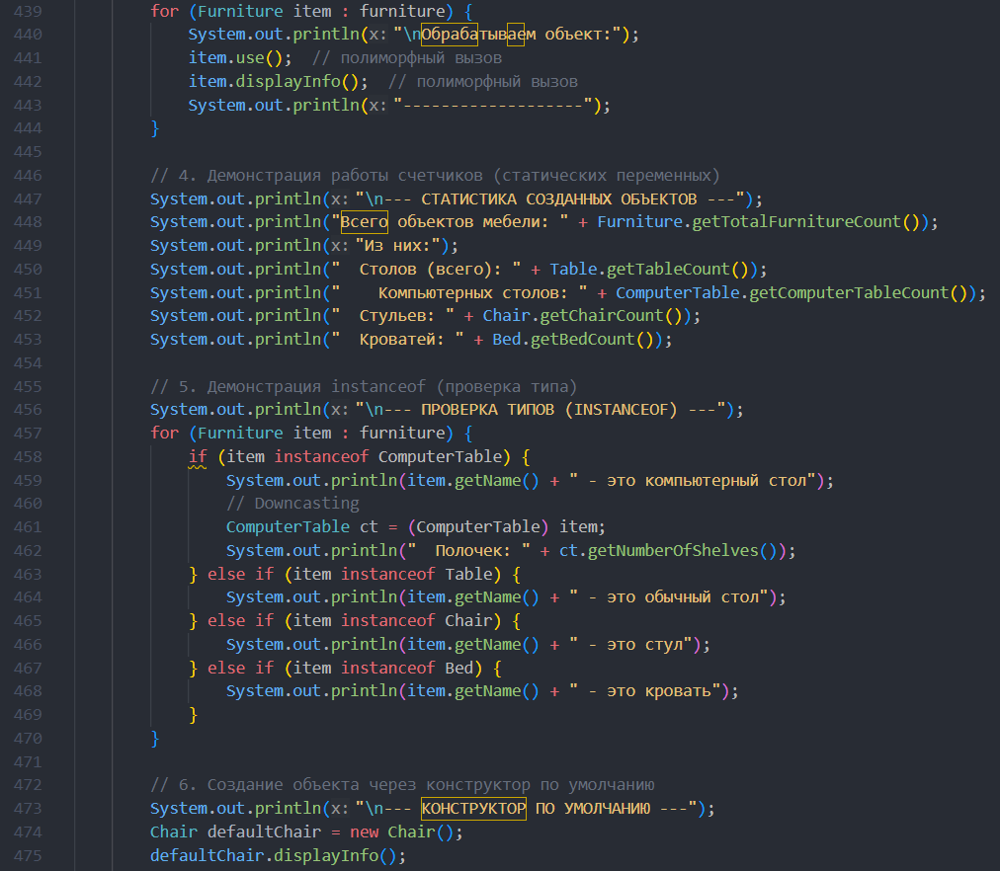 439 for (Furniture item : furniture) {
440 System.out.println(x: "\nОбрабатываем объект:");
441 item.use();  // полиморфный вызов
442 item.displayInfo();  // полиморфный вызов
443 System.out.println(x: "-------------------");
444 }
445
446 // 4. Демонстрация работы счетчиков (статических переменных)
447 System.out.println(x: "\n--- СТАТИСТИКА СОЗДАННЫХ ОБЪЕКТОВ ---");
448 System.out.println("Всего объектов мебели: " + Furniture.getTotalFurnitureCount());
449 System.out.println(x: "Из них:");
450 System.out.println("  Столов (всего): " + Table.getTableCount());
451 System.out.println("    Компьютерных столов: " + ComputerTable.getComputerTableCount());
452 System.out.println("  Стульев: " + Chair.getChairCount());
453 System.out.println("  Кроватей: " + Bed.getBedCount());
454
455 // 5. Демонстрация instanceof (проверка типа)
456 System.out.println(x: "\n--- ПРОВЕРКА ТИПОВ (INSTANCEOF) ---");
457 for (Furniture item : furniture) {
458 if (item instanceof ComputerTable) {
459 System.out.println(item.getName() + " - это компьютерный стол");
460 // Downcasting
461 ComputerTable ct = (ComputerTable) item;
462 System.out.println("  Полочек: " + ct.getNumberOfShelves());
463 } else if (item instanceof Table) {
464 System.out.println(item.getName() + " - это обычный стол");
465 } else if (item instanceof Chair) {
466 System.out.println(item.getName() + " - это стул");
467 } else if (item instanceof Bed) {
468 System.out.println(item.getName() + " - это кровать");
469 }
470 }
471
472 // 6. Создание объекта через конструктор по умолчанию
473 System.out.println(x: "\n--- КОНСТРУКТОР ПО УМОЛЧАНИЮ ---");
474 Chair defaultChair = new Chair();
475 defaultChair.displayInfo();